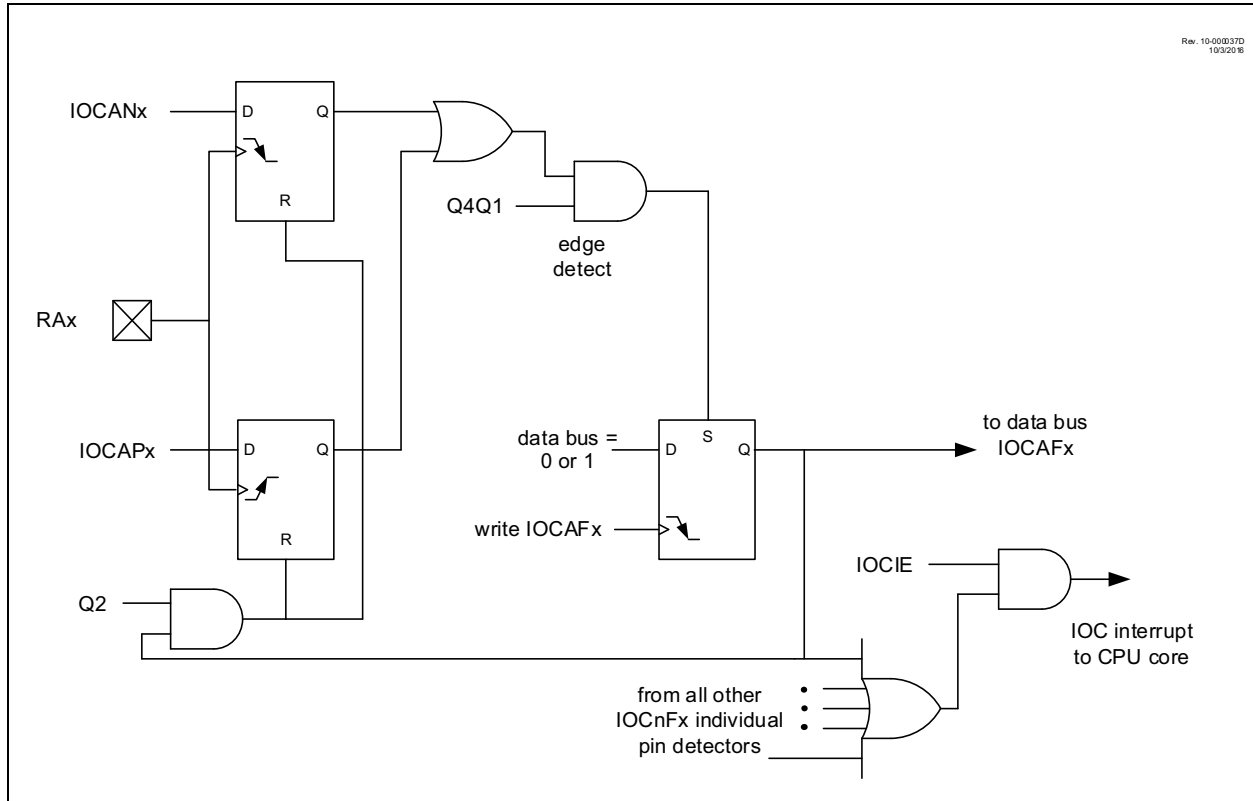 Rev. 10-000037D
10/3/2016
IOCANx
D
Q
R
Q4Q1
edge
detect
RAx
IOCAPx
D
Q
R
data bus =
0 or 1
S
D
Q
to data bus
IOCAFx
write IOCAFx
IOCIE
Q2
IOC interrupt
to CPU core
from all other
IOCnFx individual
pin detectors